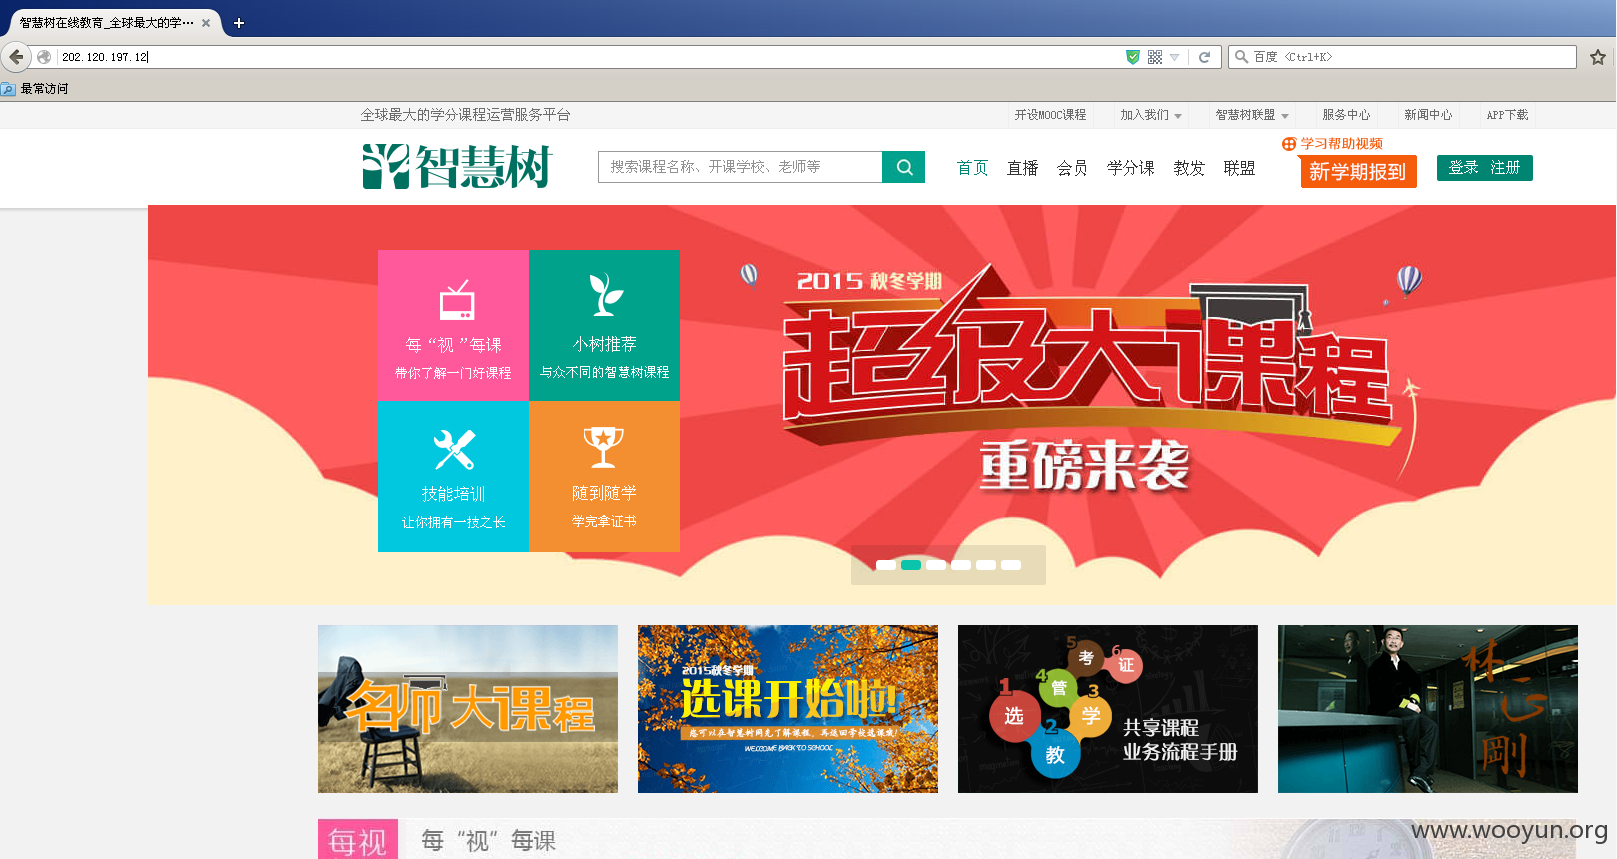 智慧树在线教育_全球最大的学…
202.120.197.12
百度 <Ctrl+K>
最常访问
全球最大的学分课程运营服务平台
开设MOOC课程
加入我们
智慧树联盟
服务中心
新闻中心
APP下载
智慧树
搜索课程名称、开课学校、老师等
首页
直播
会员
学分课
教发
联盟
学习帮助视频
新学期报到
登录 注册
每“视”每课
带你了解一门好课程
小树推荐
与众不同的智慧树课程
技能培训
让你拥有一技之长
随到随学
学完拿证书
2015 秋冬学期
超级大课程
重磅来袭
名师大课程
2015秋冬学期
选课开始啦!
您可以在智慧树网先了解课程,再返回学校选课哦!
WELCOME BACK TO SCHOOL
1
选
2
教
3
学
4
管
5
考
6
证
共享课程
业务流程手册
每视
每“视”每课
www.wooyun.org